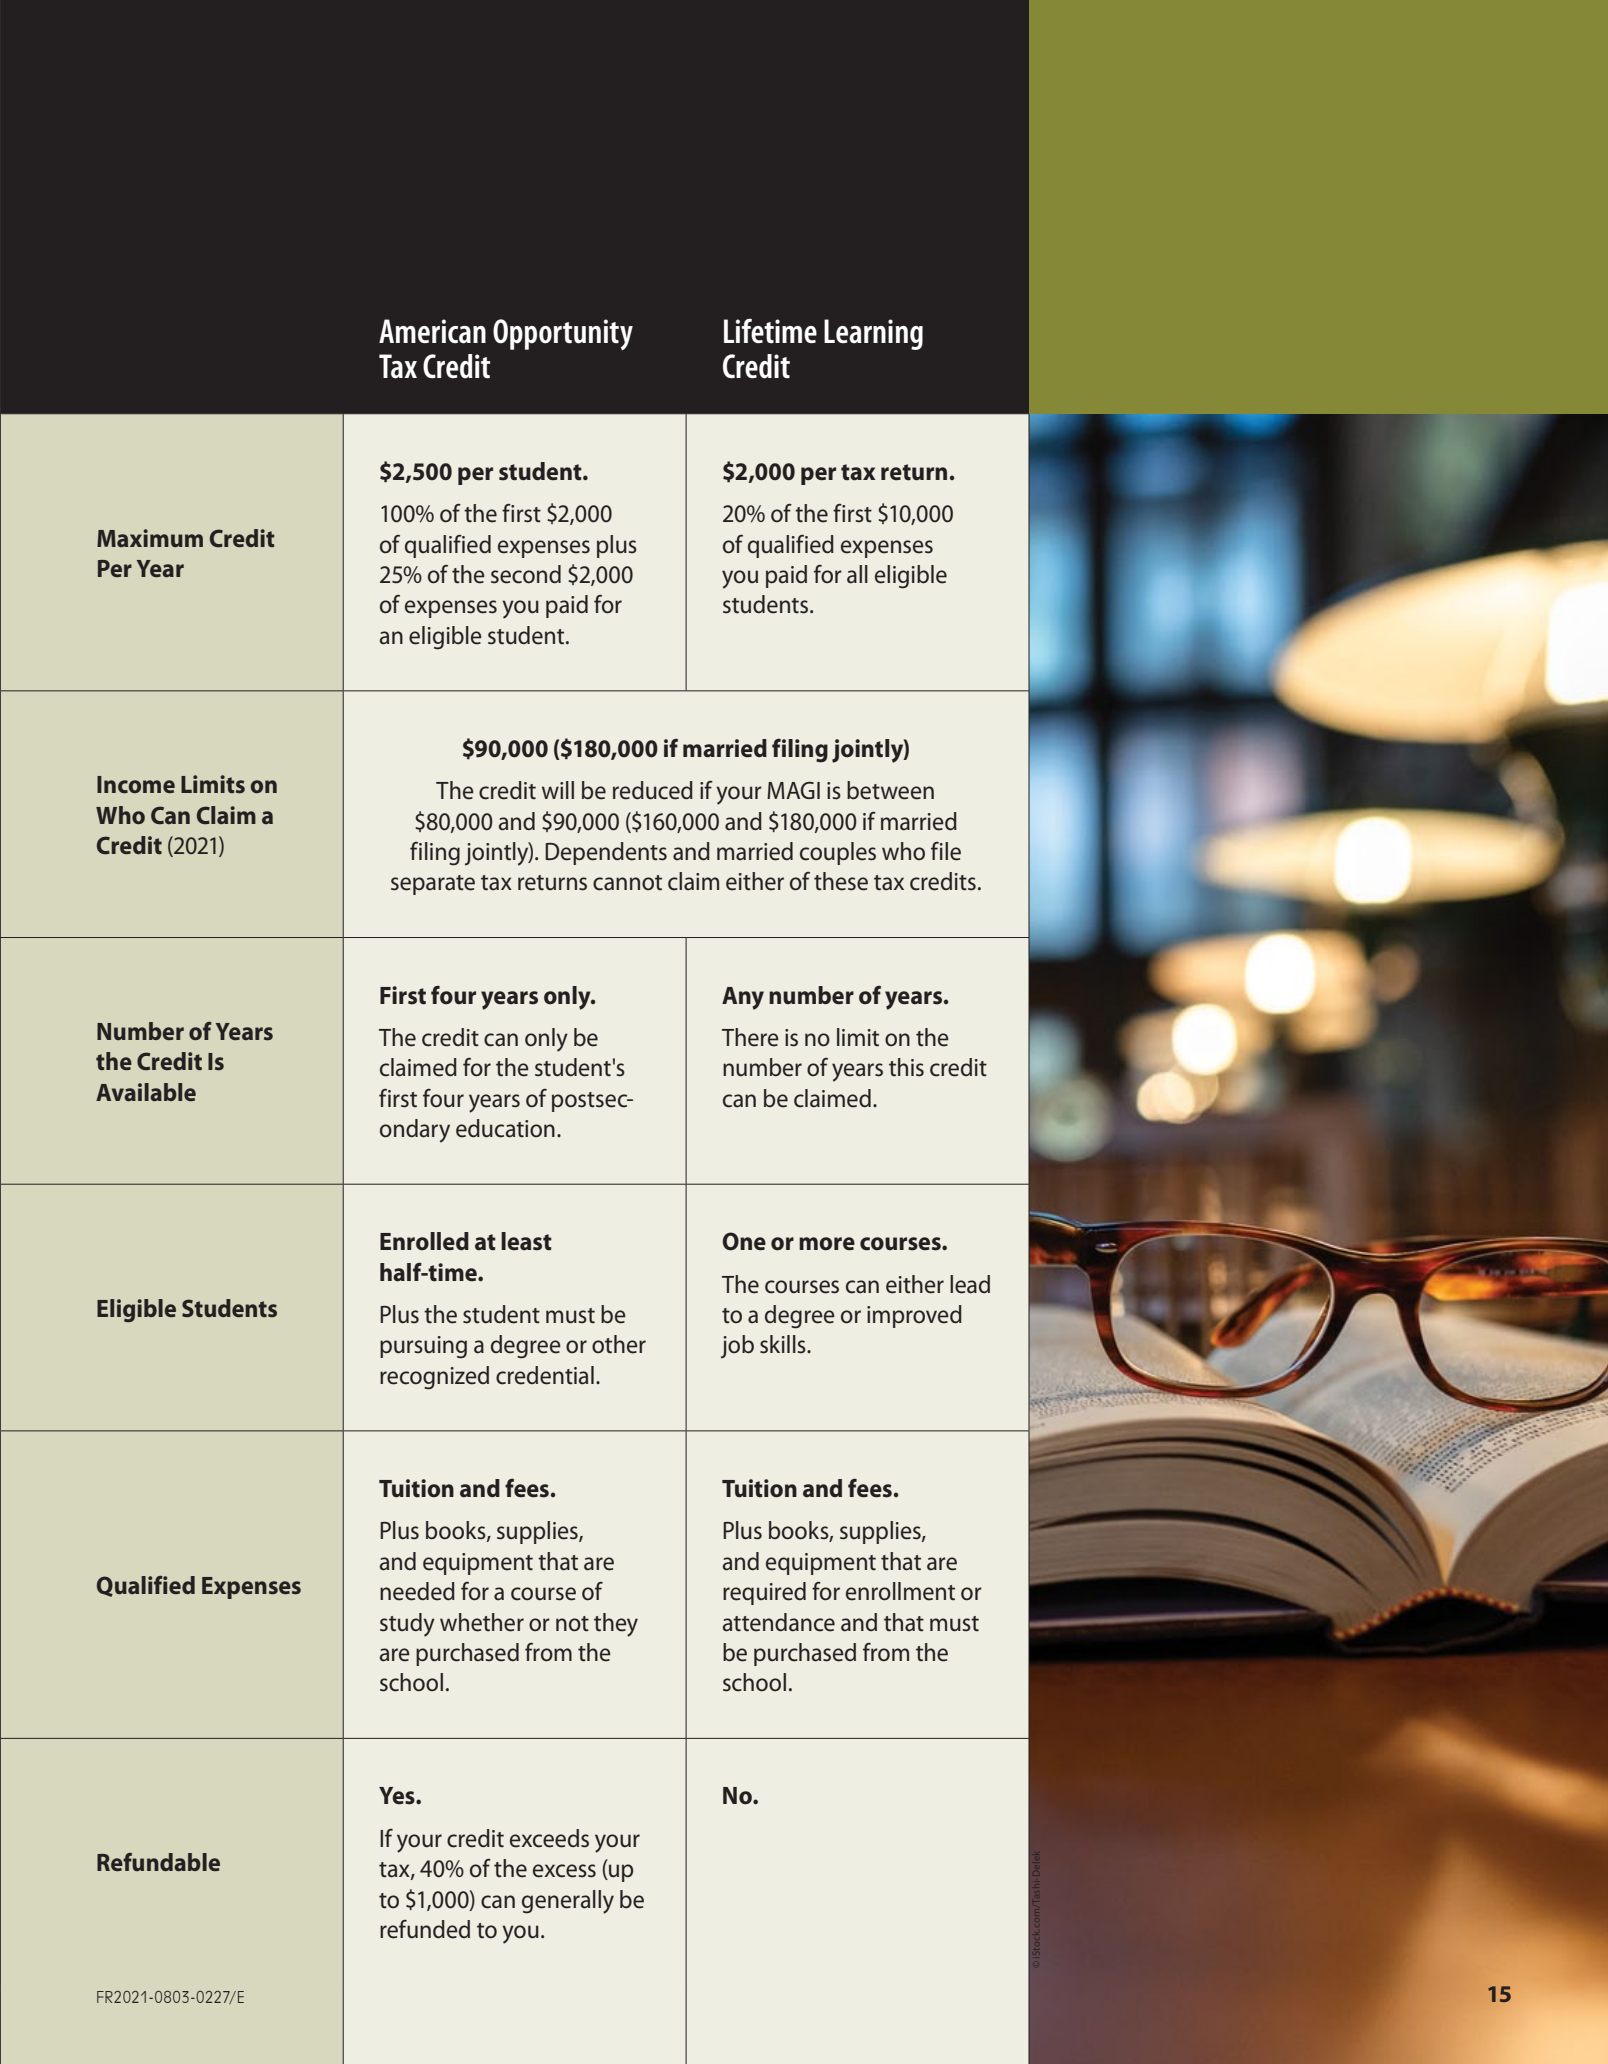 American Opportunity
Tax Credit
Lifetime Learning
Credit
Maximum Credit
Per Year
$2,500 per student.
100% of the first $2,000
of qualified expenses plus
25% of the second $2,000
of expenses you paid for
an eligible student.
$2,000 per tax return.
20% of the first $10,000
of qualified expenses
you paid for all eligible
students.
Income Limits on
Who Can Claim a
Credit (2021)
$90,000 ($180,000 if married filing jointly)
The credit will be reduced if your MAGI is between
$80,000 and $90,000 ($160,000 and $180,000 if married
filing jointly). Dependents and married couples who file
separate tax returns cannot claim either of these tax credits.
Number of Years
the Credit Is
Available
First four years only.
The credit can only be
claimed for the student's
first four years of postsec-
ondary education.
Any number of years.
There is no limit on the
number of years this credit
can be claimed.
Eligible Students
Enrolled at least
half-time.
Plus the student must be
pursuing a degree or other
recognized credential.
One or more courses.
The courses can either lead
to a degree or improved
job skills.
Qualified Expenses
Tuition and fees.
Plus books, supplies,
and equipment that are
needed for a course of
study whether or not they
are purchased from the
school.
Tuition and fees.
Plus books, supplies,
and equipment that are
required for enrollment or
attendance and that must
be purchased from the
school.
Refundable
Yes.
If your credit exceeds your
tax, 40% of the excess (up
to $1,000) can generally be
refunded to you.
No.
© iStock.com/Tashi-Delek
FR2021-0803-0227/E
15